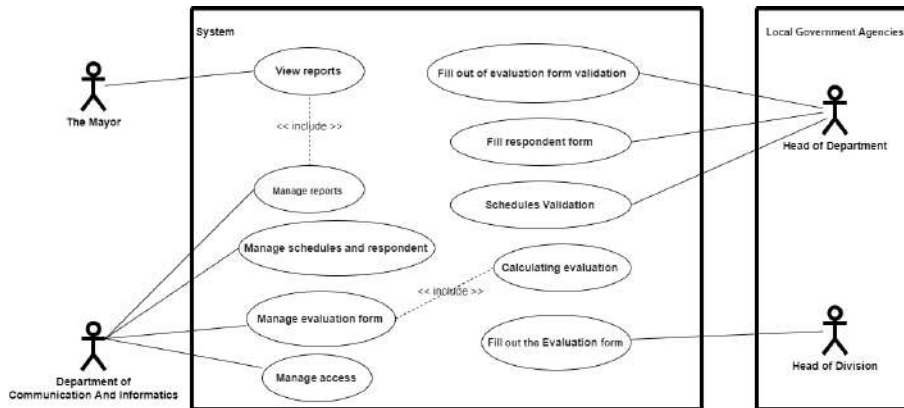 System
Local Government Agencies
View reports
Fill out of evaluation form validation
The Mayor
<< include >>
Fill respondent form
Head of Department
Manage reports
Schedules Validation
Manage schedules and respondent
Calculating evaluation
<< include >>
Manage evaluation form
Fill out the Evaluation form
Head of Division
Manage access
Department of
Communication And Informatics